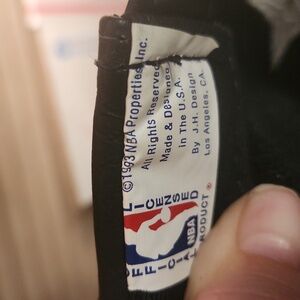 ©1993 NBA Properties, Inc.
All Rights Reserved
Made & Designed
In The U.S.A.
By J.H. Design
Los Angeles, CA.
OFFICIAL
LICENSED
NBA
PRODUCT ®